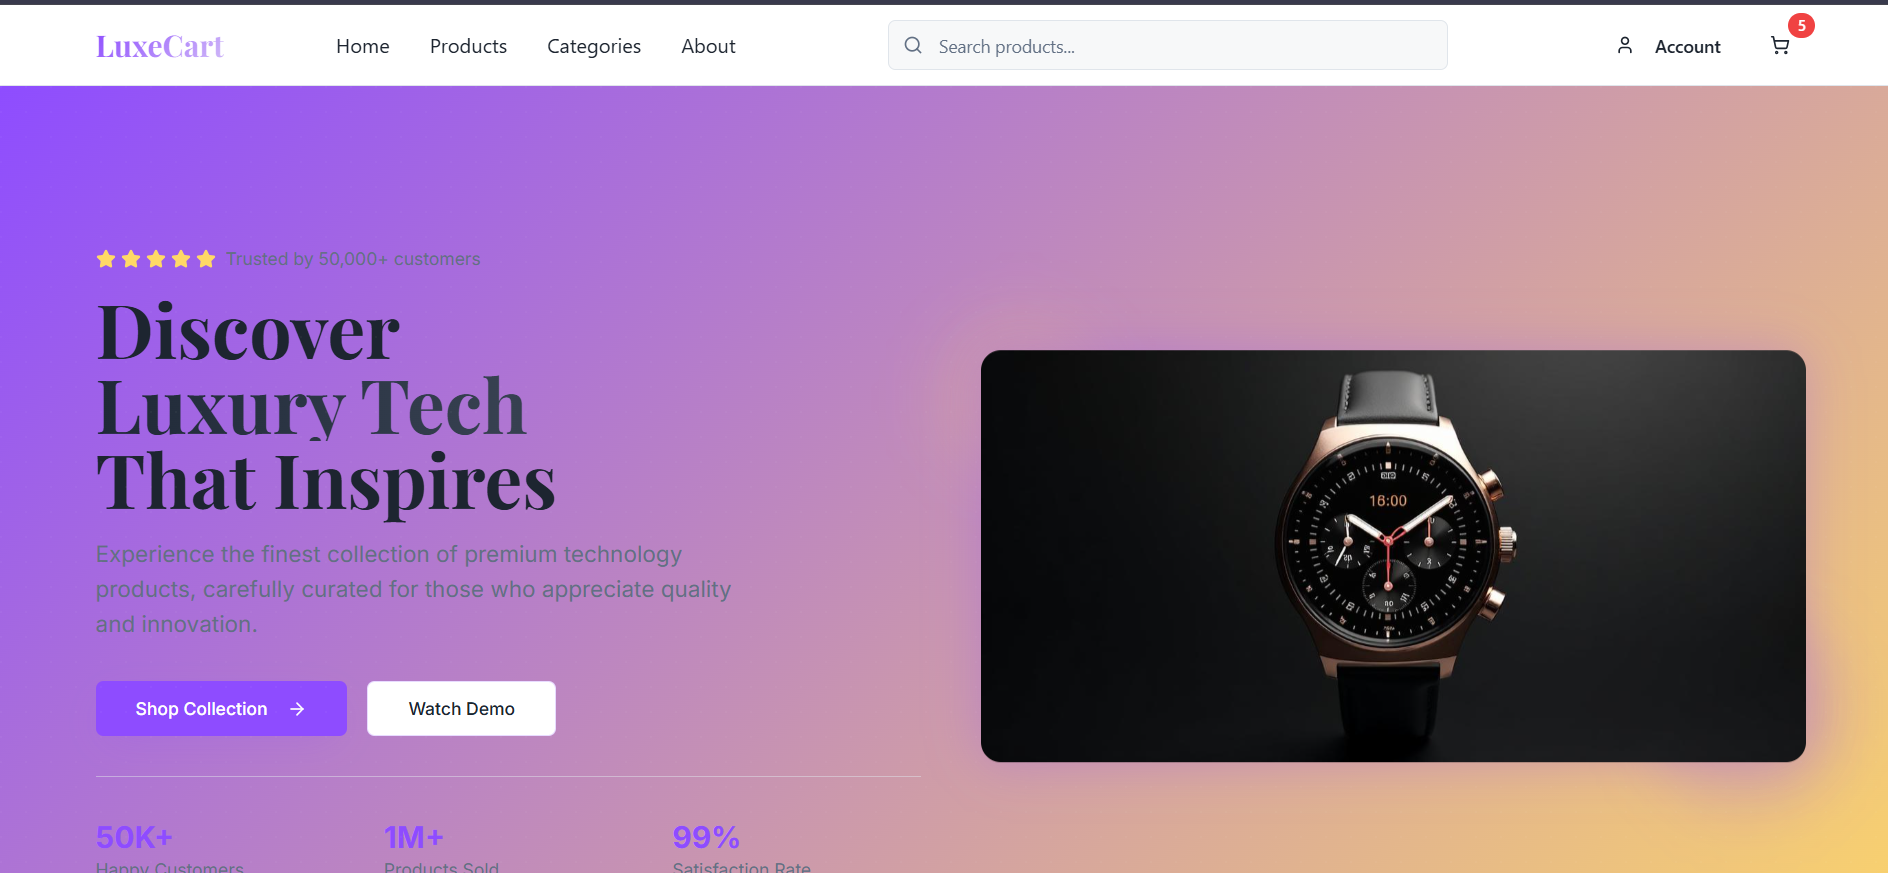 LuxeCart
Home
Products
Categories
About
Search products...
Account
5
Trusted by 50,000+ customers
Discover
Luxury Tech
That Inspires
Experience the finest collection of premium technology
products, carefully curated for those who appreciate quality
and innovation.
Shop Collection
Watch Demo
16:00
50K+
1M+
99%
Happy Customers
Products Sold
Satisfaction Rate